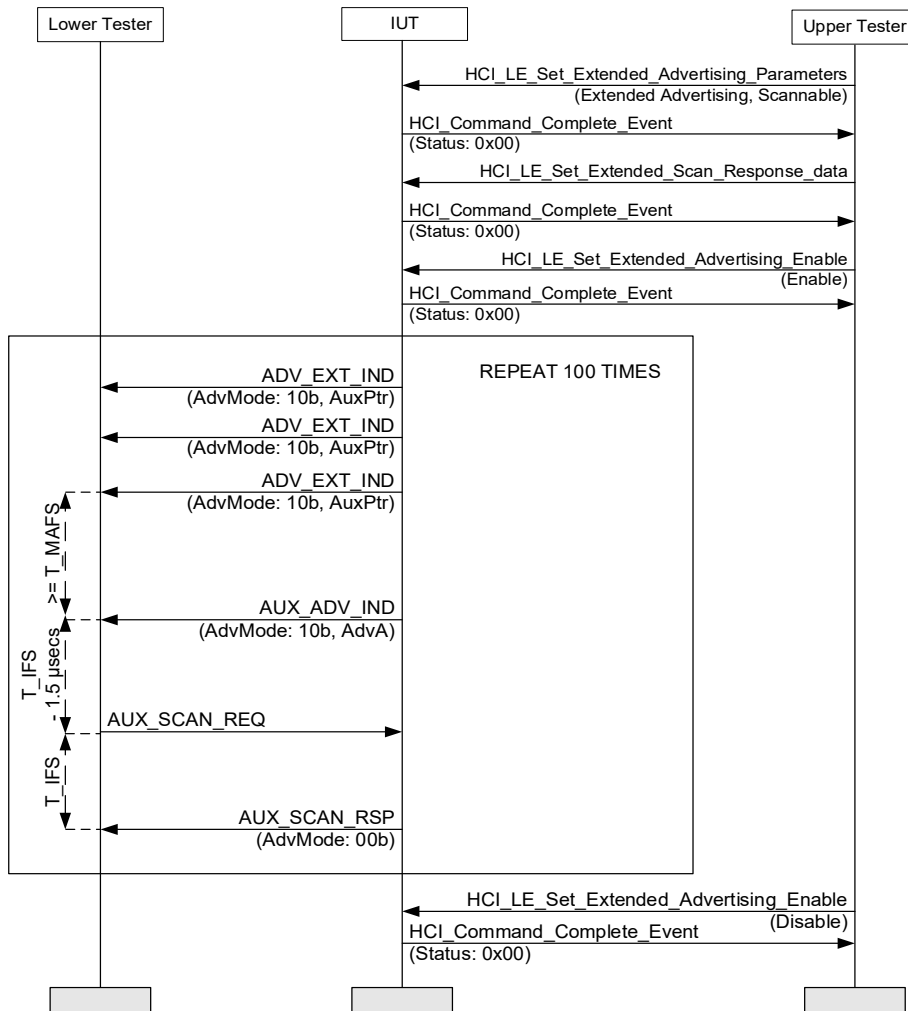 Lower Tester
IUT
Upper Tester
HCI_LE_Set_Extended_Advertising_Parameters
(Extended Advertising, Scannable)
HCI_Command_Complete_Event
(Status: 0x00)
HCI_LE_Set_Extended_Scan_Response_data
HCI_Command_Complete_Event
(Status: 0x00)
HCI_LE_Set_Extended_Advertising_Enable
(Enable)
HCI_Command_Complete_Event
(Status: 0x00)
REPEAT 100 TIMES
ADV_EXT_IND
(AdvMode: 10b, AuxPtr)
ADV_EXT_IND
(AdvMode: 10b, AuxPtr)
ADV_EXT_IND
(AdvMode: 10b, AuxPtr)
>= T_MAFS
AUX_ADV_IND
(AdvMode: 10b, AdvA)
T_IFS
- 1.5 µsecs
AUX_SCAN_REQ
T_IFS
AUX_SCAN_RSP
(AdvMode: 00b)
HCI_LE_Set_Extended_Advertising_Enable
(Disable)
HCI_Command_Complete_Event
(Status: 0x00)